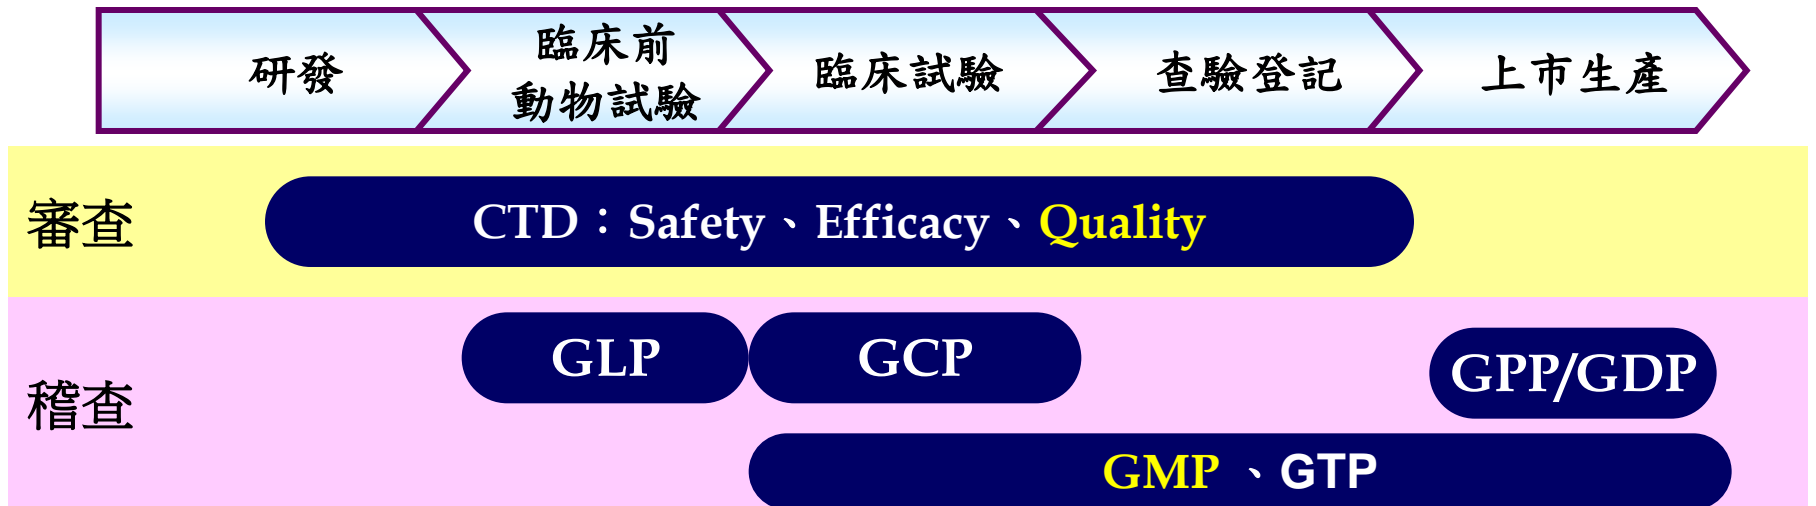 研發
臨床前
動物試驗
臨床試驗
查驗登記
上市生產
審查
CTD：Safety、Efficacy、Quality
稽查
GLP
GCP
GPP/GDP
GMP、GTP